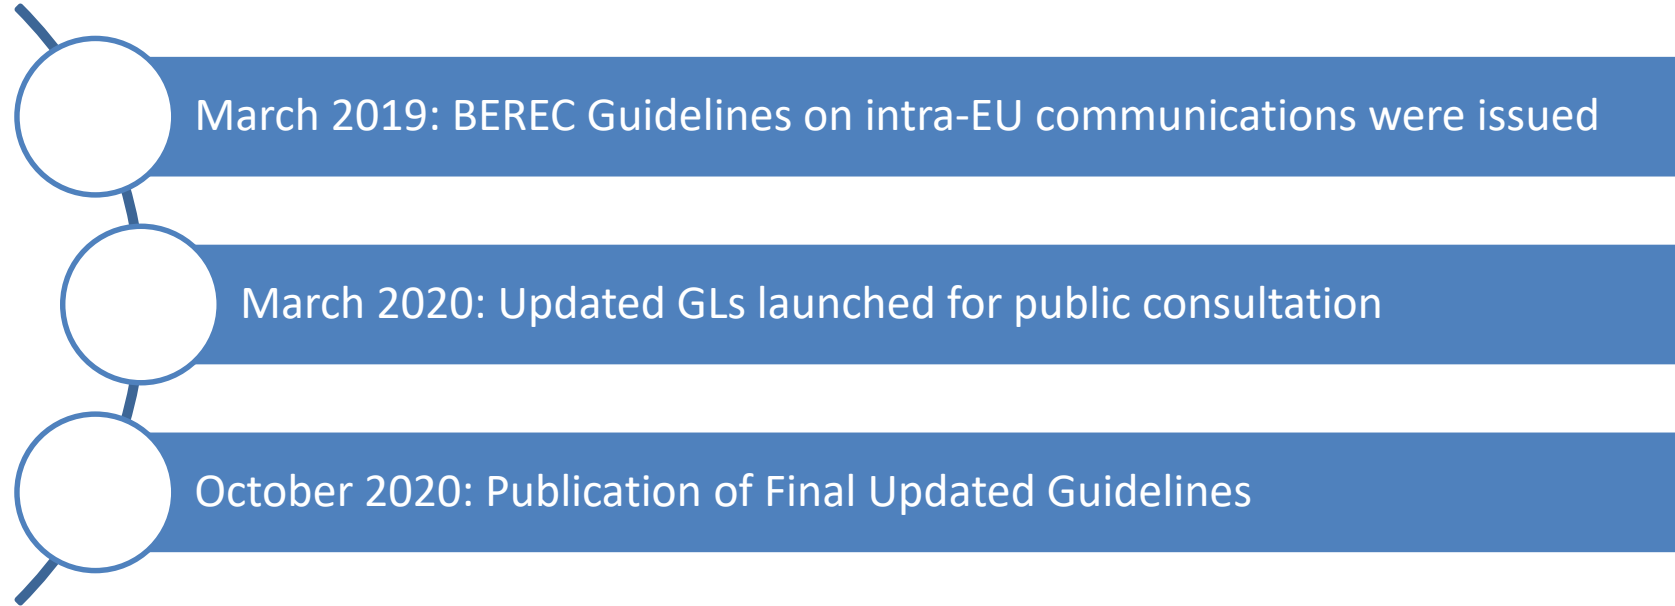 March 2019: BEREC Guidelines on intra-EU communications were issued
March 2020: Updated GLs launched for public consultation
October 2020: Publication of Final Updated Guidelines